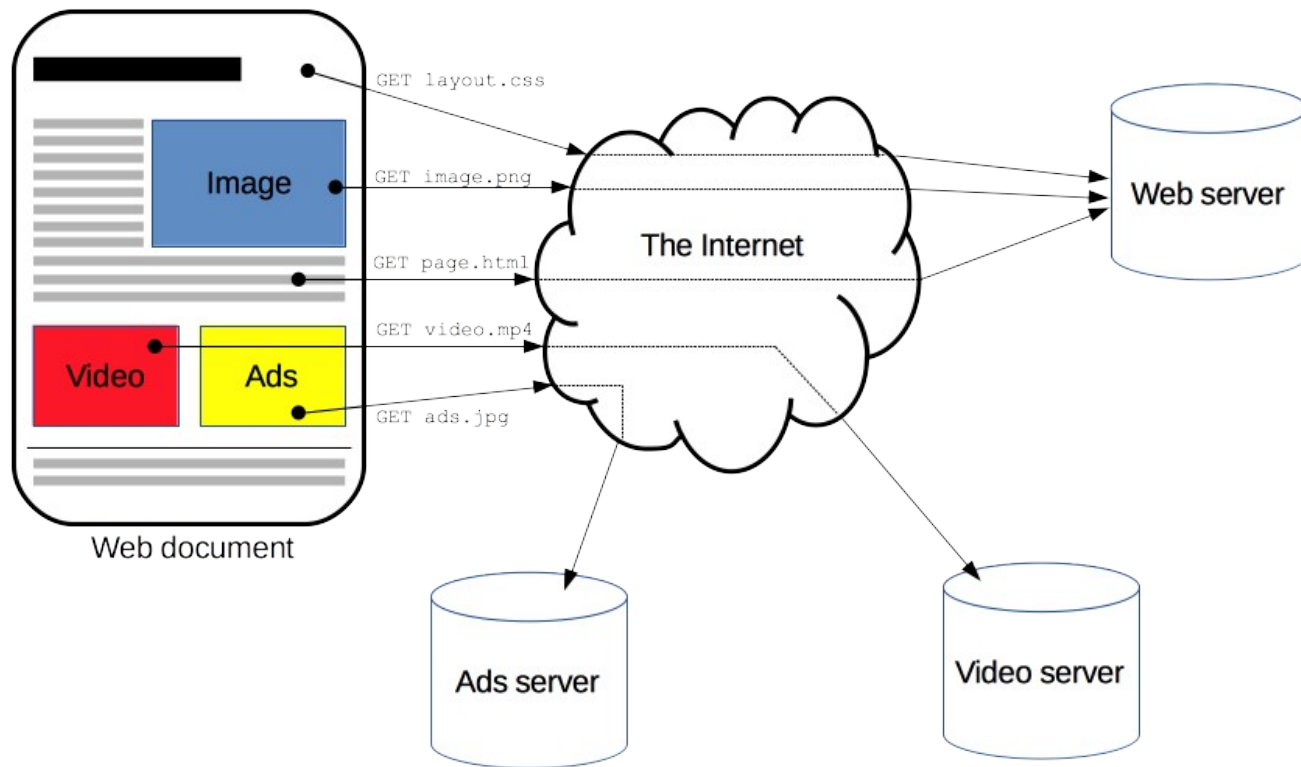 GET layout.css
Image
GET image.png
Web server
The Internet
GET page.html
GET video.mp4
Video
Ads
GET ads.jpg
Web document
Ads server
Video server